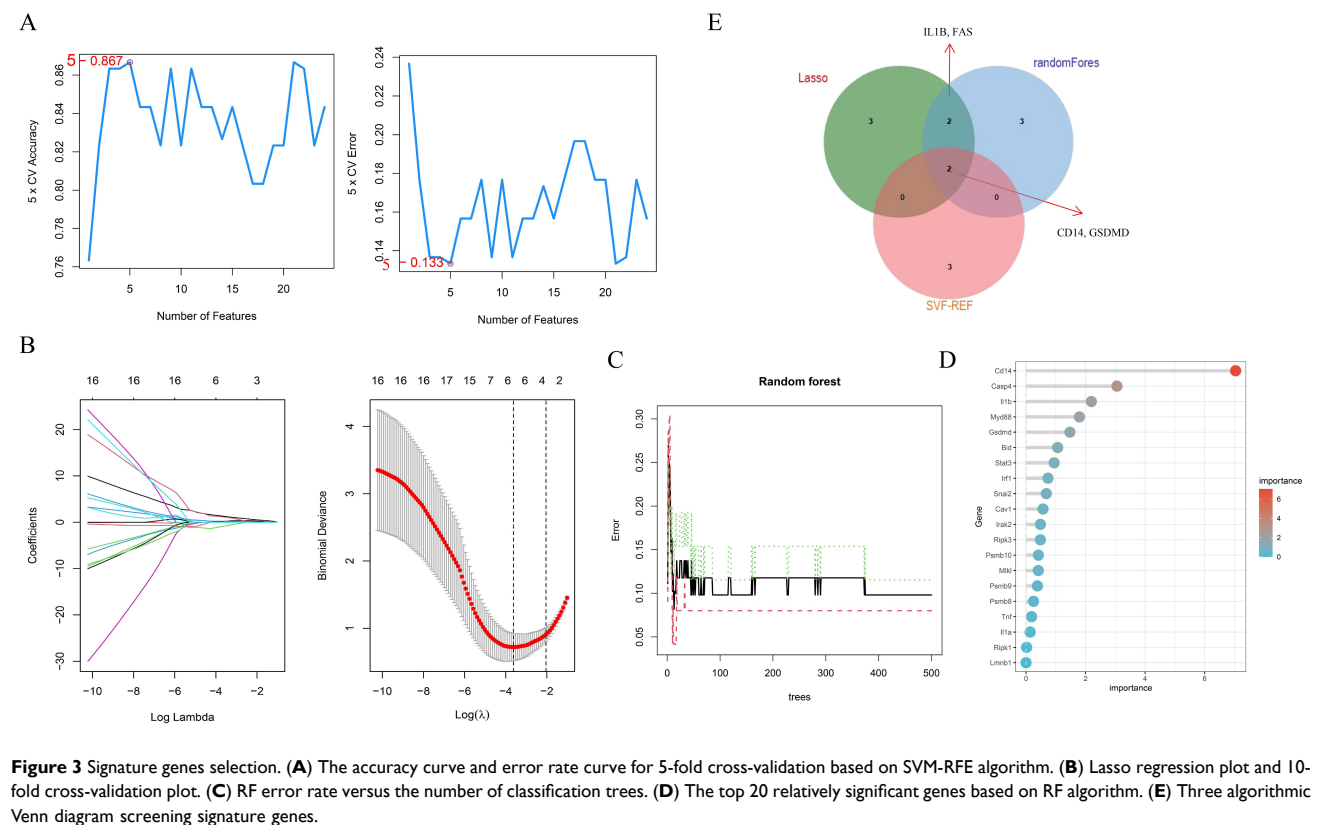 A
5 - 0.867
5 x CV Accuracy
0.76 0.78 0.80 0.82 0.84 0.86
5 10 15 20
Number of Features
5 - 0.133
5 x CV Error
0.14 0.16 0.18 0.20 0.22 0.24
5 10 15 20
Number of Features
E
IL1B, FAS
Lasso
randomFores
3
2
3
2
0
0
CD14, GSDMD
3
SVF-REF
B
16 16 16 6 3
Coefficients
20
10
0
-10
-20
-30
−10 −8 −6 −4 −2
Log Lambda
16 16 16 17 15 7 6 6 4 2
Binomial Deviance
4
3
2
1
−10 −8 −6 −4 −2
Log(λ)
C
Random forest
Error
0.05 0.10 0.15 0.20 0.25 0.30
0 100 200 300 400 500
trees
D
Gene
Cd14
Casp4
Il1b
Myd88
Gsdmd
Bid
Stat3
Irf1
Snai2
Cav1
Irak2
Ripk3
Psmb10
Mlkl
Psmb9
Psmb8
Tnf
Il1a
Ripk1
Lmnb1
0 2 4 6
importance
importance
6
4
2
0
Figure 3 Signature genes selection. (A) The accuracy curve and error rate curve for 5-fold cross-validation based on SVM-RFE algorithm. (B) Lasso regression plot and 10-
fold cross-validation plot. (C) RF error rate versus the number of classification trees. (D) The top 20 relatively significant genes based on RF algorithm. (E) Three algorithmic
Venn diagram screening signature genes.